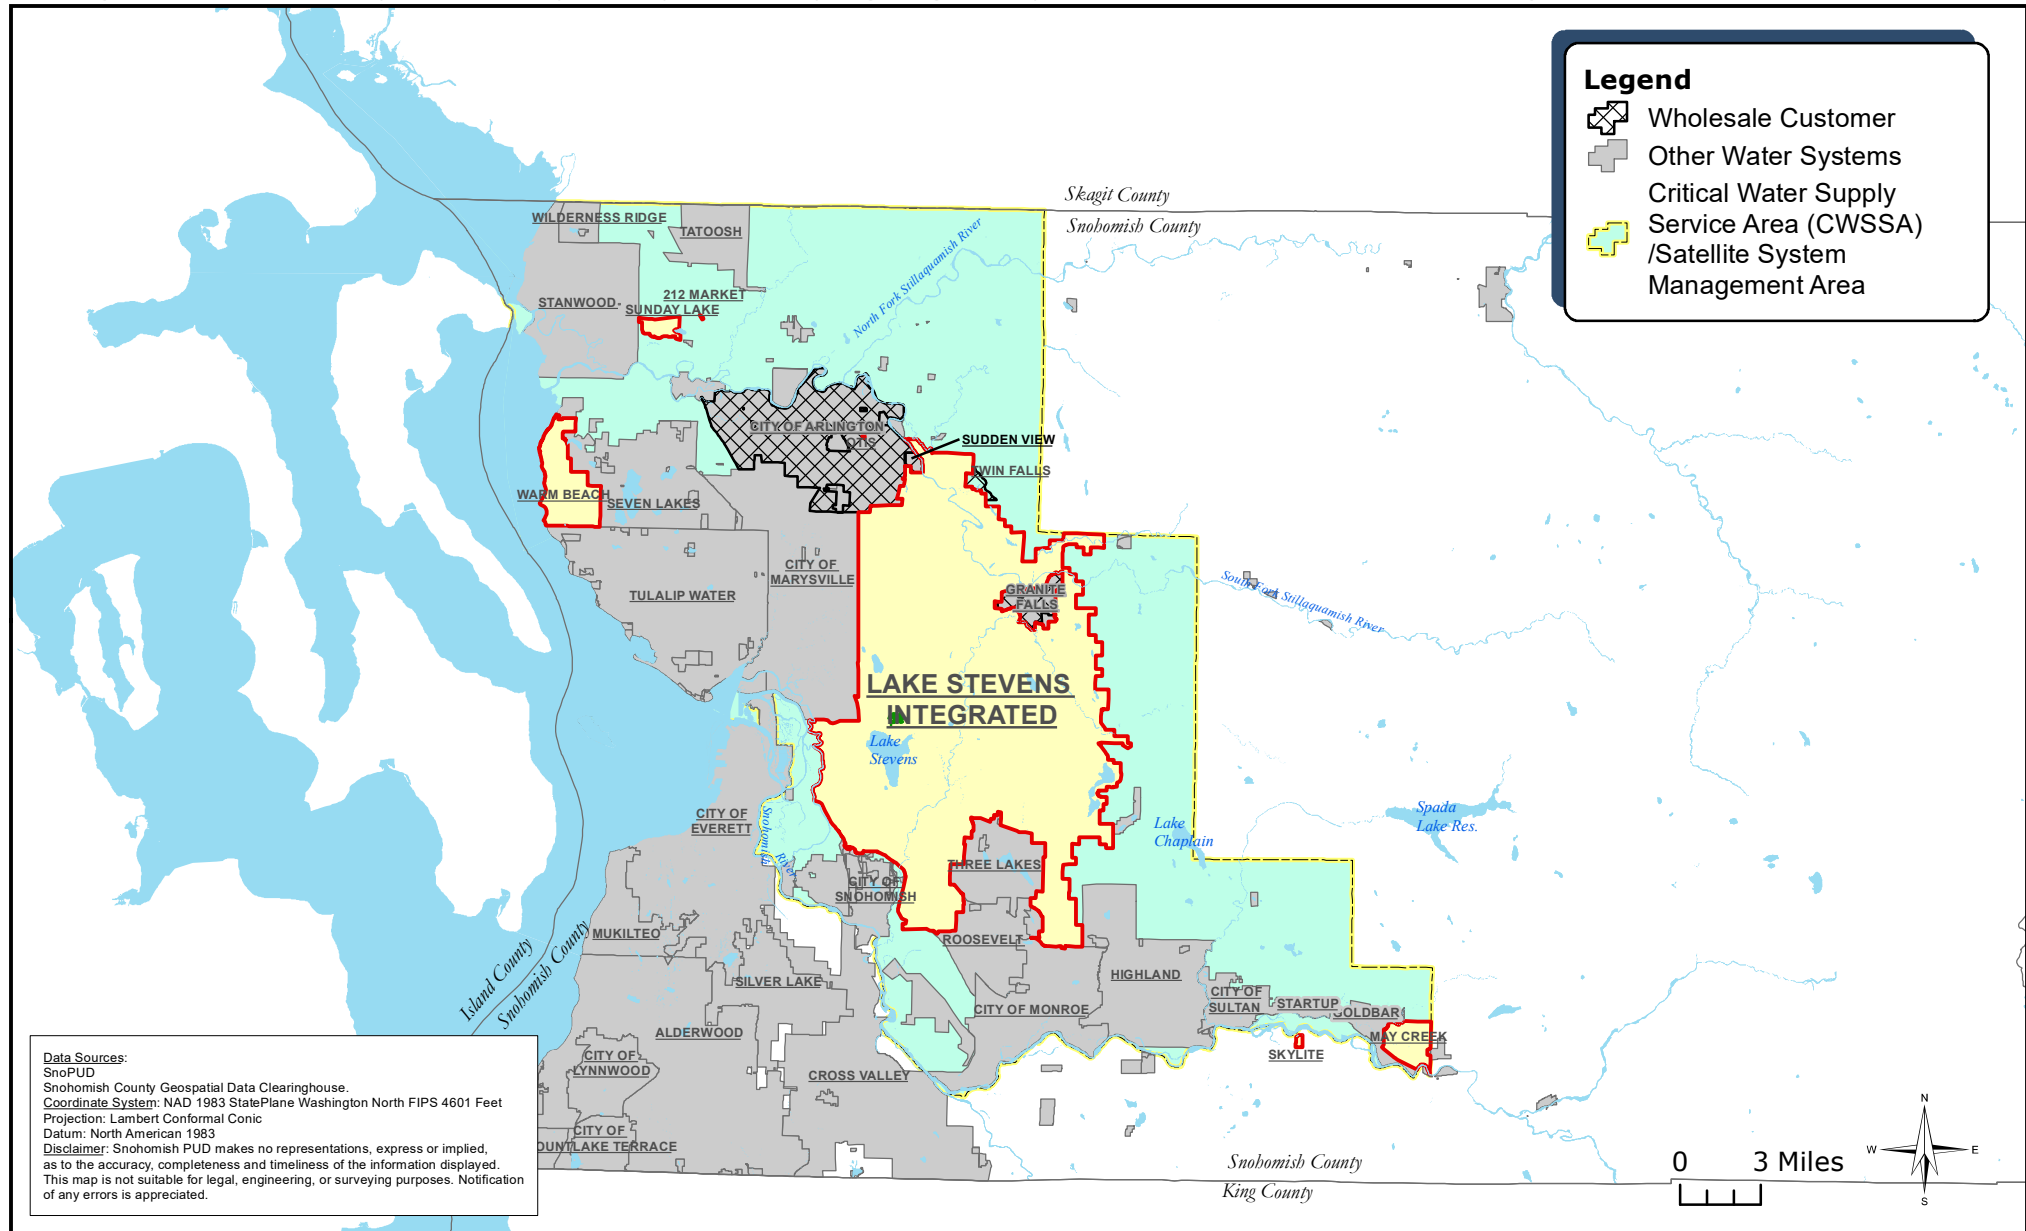 Legend
Wholesale Customer
Other Water Systems
Critical Water Supply
Service Area (CWSSA)
/Satellite System
Management Area
Skagit County
Snohomish County
WILDERNESS RIDGE
TATOOSH
North Fork Stillaquamish River
212 MARKET
STANWOOD
SUNDAY LAKE
CITY OF ARLINGTON
OTIS
SUDDEN VIEW
TWIN FALLS
WARM BEACH
SEVEN LAKES
CITY OF
MARYSVILLE
TULALIP WATER
GRANITE
FALLS
South Fork Stillaquamish River
LAKE STEVENS
INTEGRATED
Lake
Stevens
CITY OF
EVERETT
Snohomish
River
Lake
Chaplain
Spada
Lake Res.
THREE LAKES
CITY OF
SNOHOMISH
MUKILTEO
ROOSEVELT
Island County
Snohomish County
SILVER LAKE
HIGHLAND
CITY OF
SULTAN
STARTUP
GOLDBAR
CITY OF MONROE
ALDERWOOD
MAY CREEK
SKYLITE
CITY OF
LYNNWOOD
CROSS VALLEY
CITY OF
OUNTLAKE TERRACE
Snohomish County
King County
0 3 Miles
N
W E
S
Data Sources:
SnoPUD
Snohomish County Geospatial Data Clearinghouse.
Coordinate System: NAD 1983 StatePlane Washington North FIPS 4601 Feet
Projection: Lambert Conformal Conic
Datum: North American 1983
Disclaimer: Snohomish PUD makes no representations, express or implied,
as to the accuracy, completeness and timeliness of the information displayed.
This map is not suitable for legal, engineering, or surveying purposes. Notification
of any errors is appreciated.